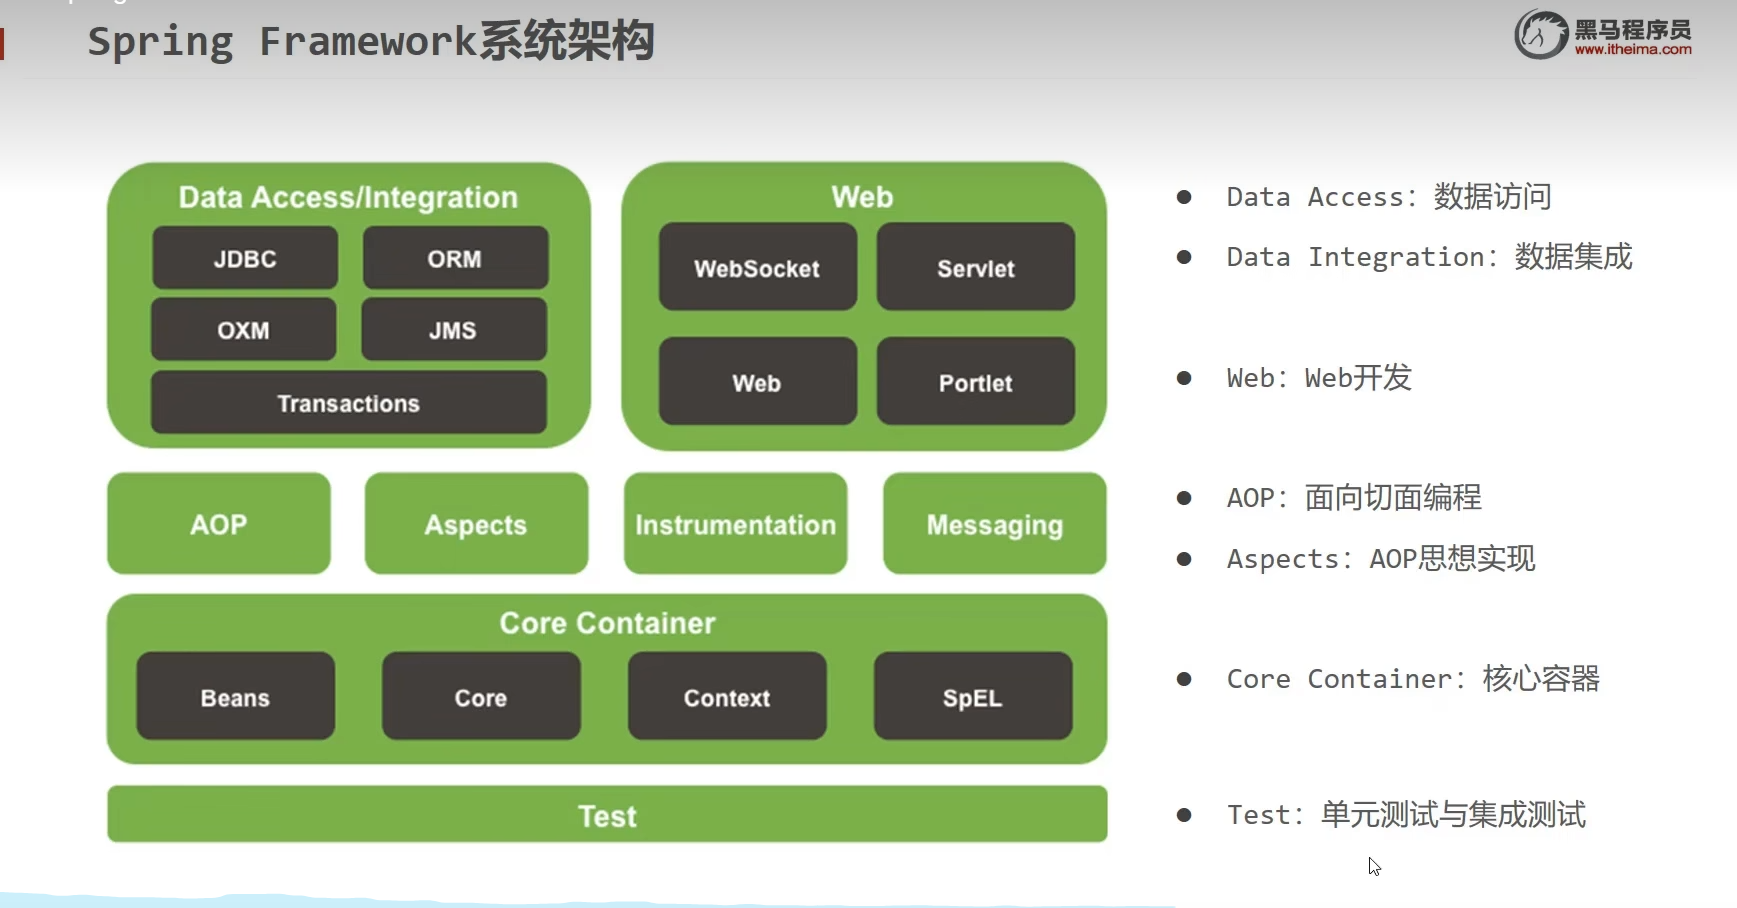 Spring Framework系统架构
黑马程序员
www.itheima.com
Data Access/Integration
JDBC
ORM
OXM
JMS
Transactions
Web
WebSocket
Servlet
Web
Portlet
AOP
Aspects
Instrumentation
Messaging
Core Container
Beans
Core
Context
SpEL
Test
● Data Access：数据访问
● Data Integration：数据集成
● Web：Web开发
● AOP：面向切面编程
● Aspects：AOP思想实现
● Core Container：核心容器
● Test：单元测试与集成测试